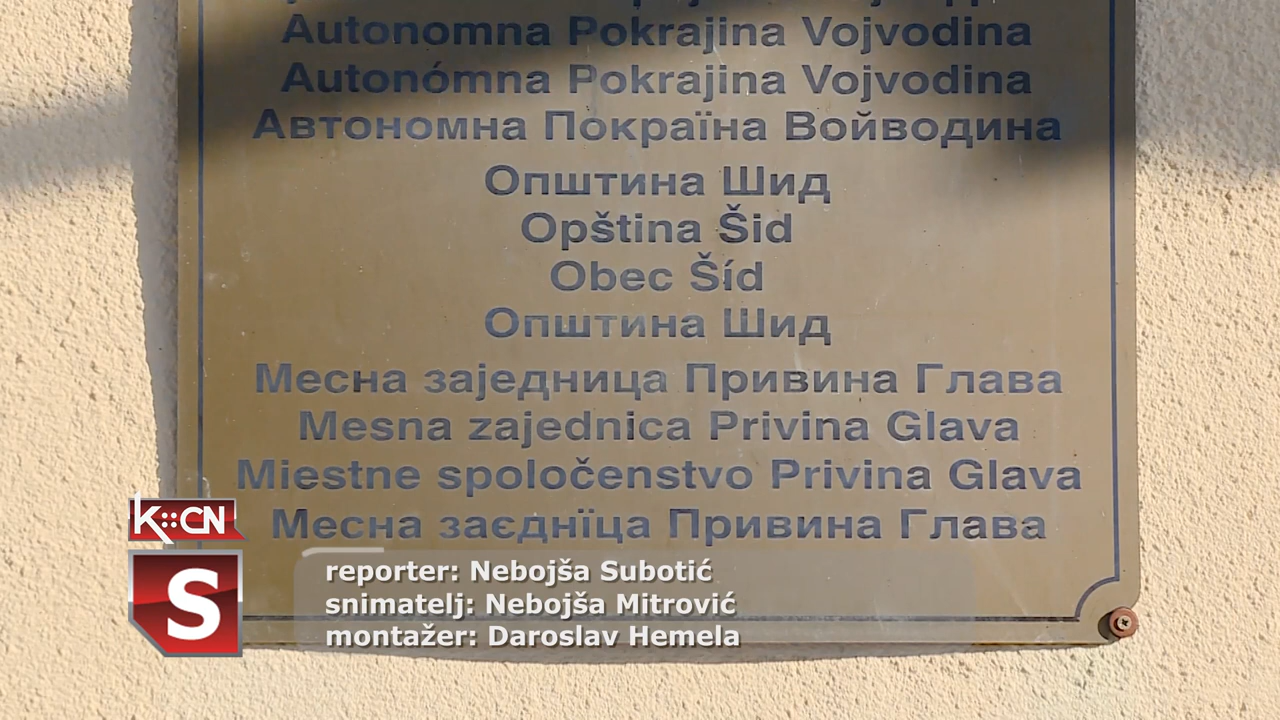 Autonomna Pokrajina Vojvodina
Autonómna Pokrajina Vojvodina
Автономна Покраїна Войводина
Општина Шид
Opština Šid
Obec Šíd
Општина Шид
Месна заједница Привина Глава
Mesna zajednica Privina Glava
Miestne spoločenstvo Privina Glava
Месна заєднїца Привина Глава
K::CN
S
reporter: Nebojša Subotić
snimatelj: Nebojša Mitrović
montažer: Daroslav Hemela